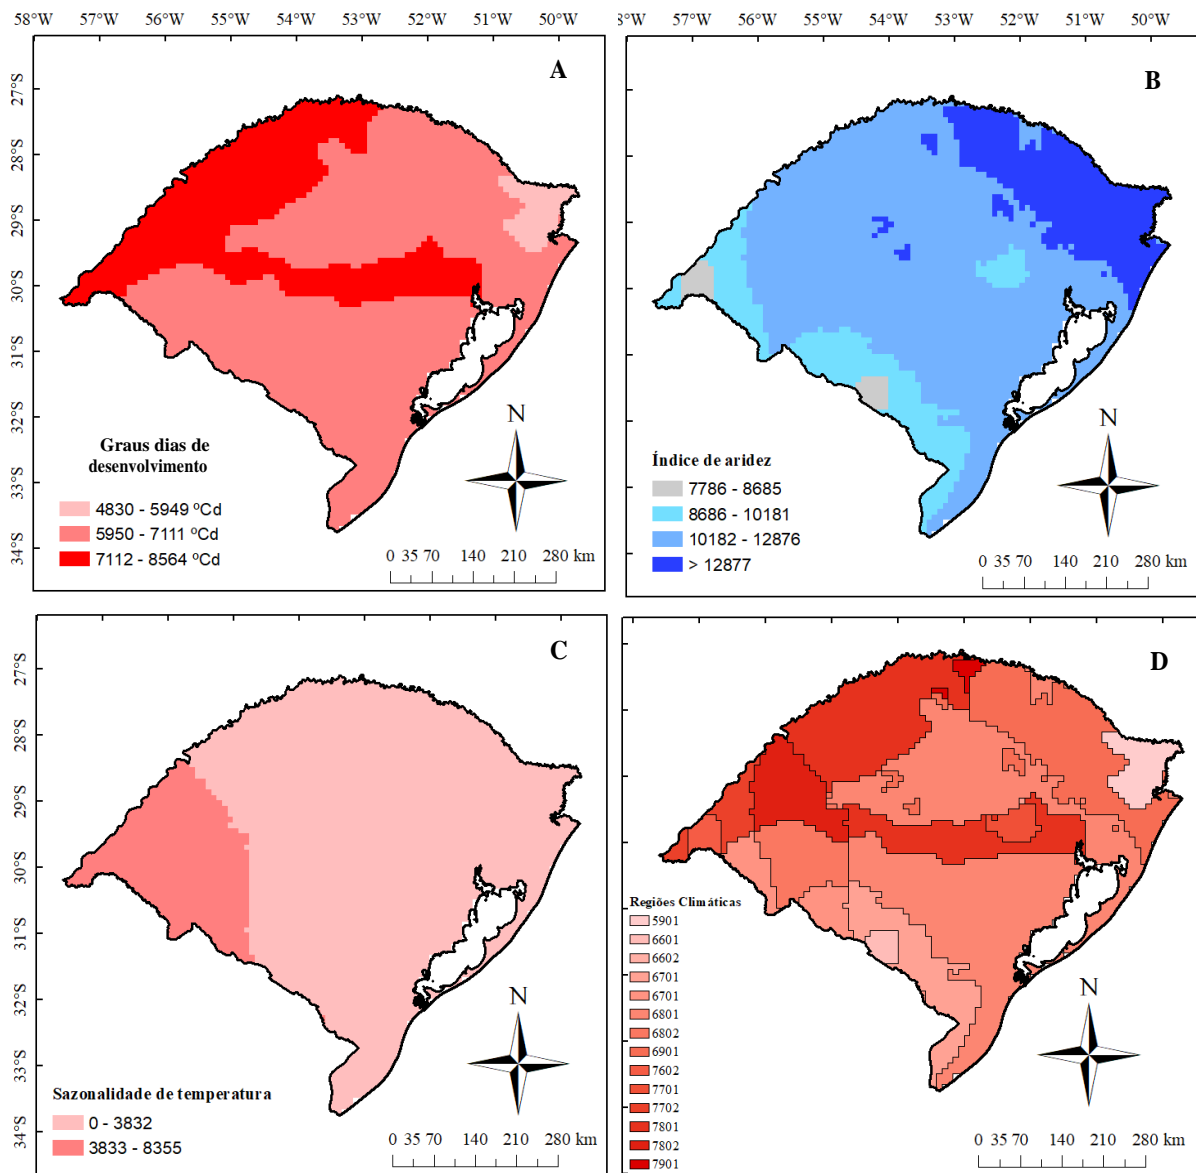 58°W 57°W 56°W 55°W 54°W 53°W 52°W 51°W 50°W
27°S
28°S
29°S
30°S
31°S
32°S
33°S
34°S
A
N
Graus dias de
desenvolvimento
4830 - 5949 ºCd
5950 - 7111 ºCd
7112 - 8564 ºCd
0 35 70 140 210 280 km
8°W 57°W 56°W 55°W 54°W 53°W 52°W 51°W 50°W
B
N
Índice de aridez
7786 - 8685
8686 - 10181
10182 - 12876
> 12877
0 35 70 140 210 280 km
27°S
28°S
29°S
30°S
31°S
32°S
33°S
34°S
C
N
Sazonalidade de temperatura
0 - 3832
3833 - 8355
0 35 70 140 210 280 km
D
N
Regiões Climáticas
5901
6601
6602
6701
6701
6801
6802
6901
7602
7701
7702
7801
7802
7901
0 35 70 140 210 280 km